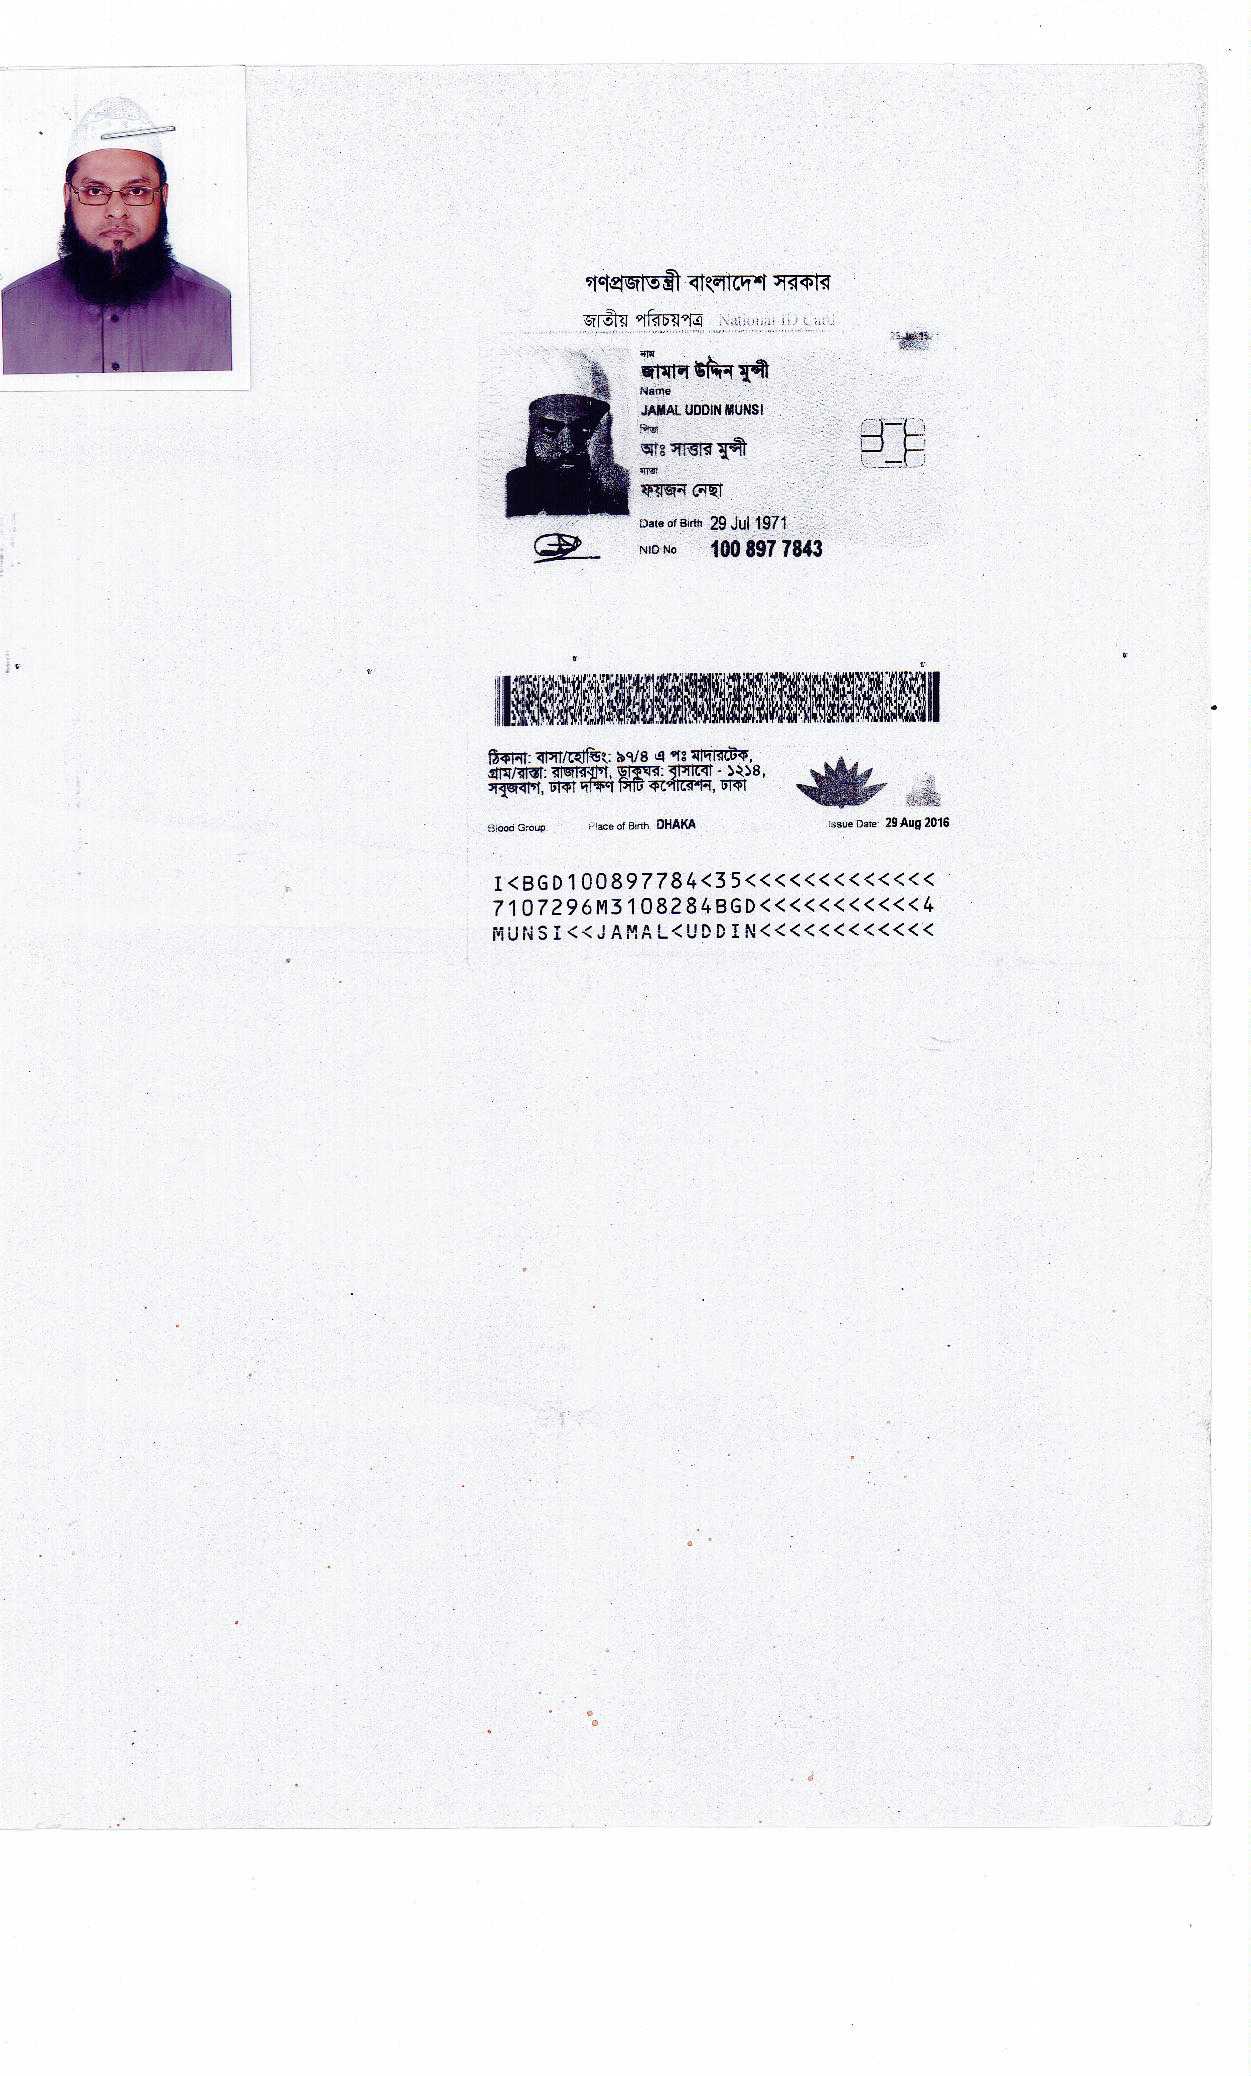 গণপ্রজাতন্ত্রী বাংলাদেশ সরকার
জাতীয় পরিচয়পত্র National ID Card
নাম
জামাল উদ্দিন মুন্সী
Name
JAMAL UDDIN MUNSI
পিতা
আঃ সাত্তার মুন্সী
মাতা
ফয়জন নেছা
Date of Birth 29 Jul 1971
NID No 100 897 7843
ঠিকানা: বাসা/হোল্ডিং: ৯৭/৪ এ পঃ মাদারটেক,
গ্রাম/রাস্তা: রাজারবাগ, ডাকঘর: বাসাবো - ১২১৪,
সবুজবাগ, ঢাকা দক্ষিণ সিটি কর্পোরেশন, ঢাকা
Blood Group: Place of Birth: DHAKA Issue Date: 29 Aug 2016
I<BGD100897784<35<<<<<<<<<<<<<
7107296M3108284BGD<<<<<<<<<<<4
MUNSI<<JAMAL<UDDIN<<<<<<<<<<<<